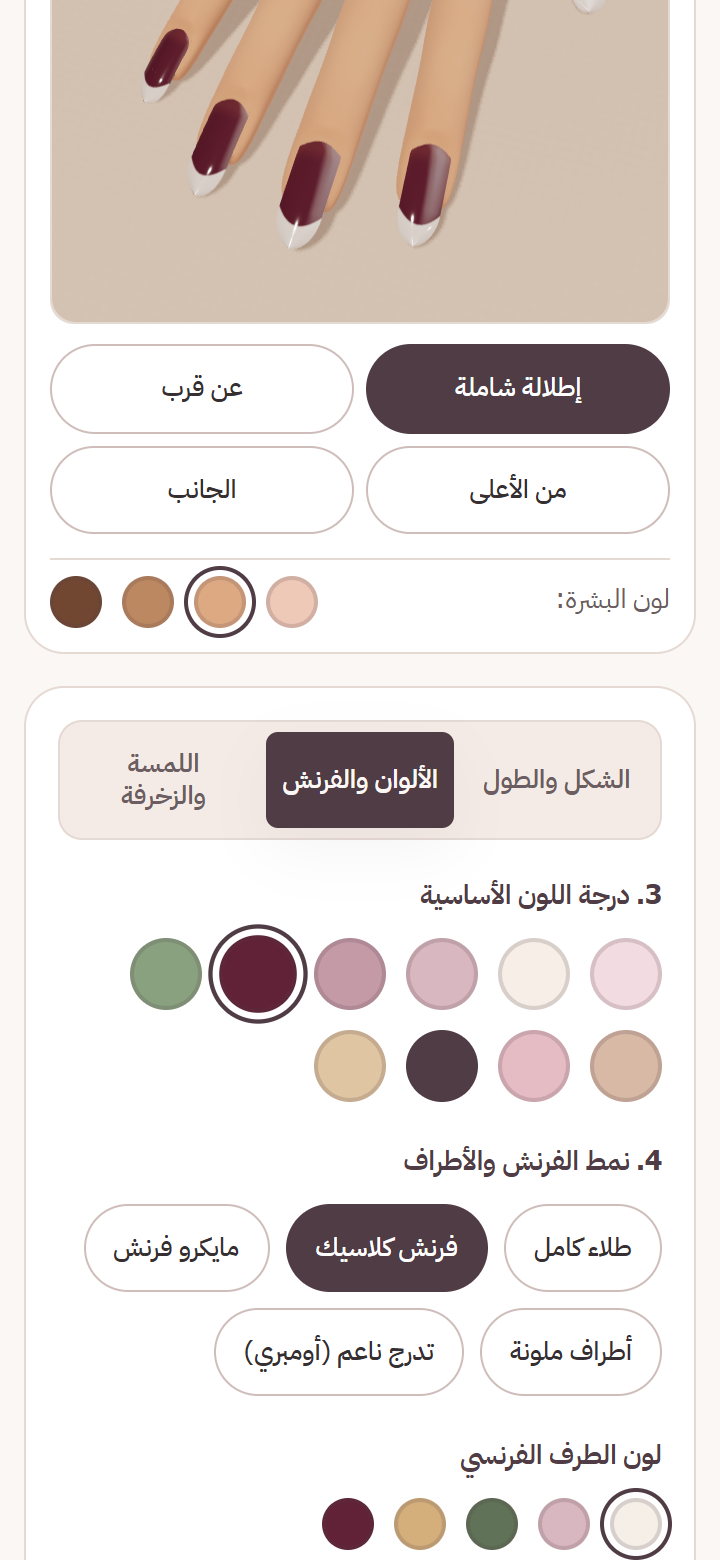 إطلالة شاملة
عن قرب
من الأعلى
الجانب
لون البشرة:
الشكل والطول
الألوان والفرنش
اللمسة
والزخرفة
3. درجة اللون الأساسية
4. نمط الفرنش والأطراف
طلاء كامل
فرنش كلاسيك
مايكرو فرنش
أطراف ملونة
تدرج ناعم (أومبري)
لون الطرف الفرنسي